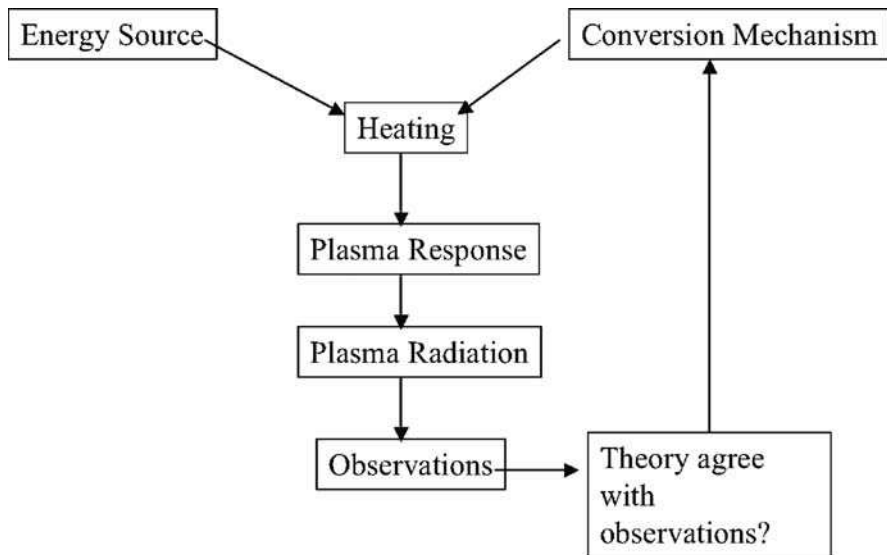 Energy Source
Conversion Mechanism
Heating
Plasma Response
Plasma Radiation
Observations
Theory agree
with
observations?